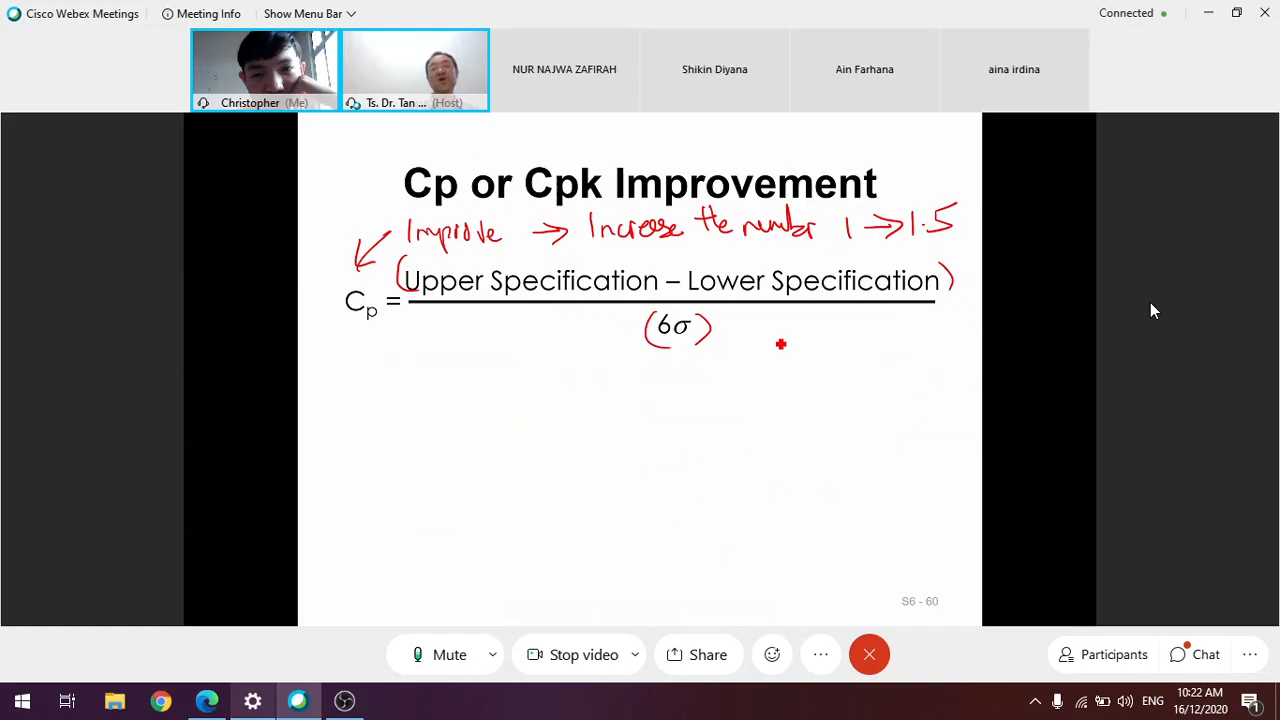 Cisco Webex Meetings
Meeting Info
Show Menu Bar
Connected
Christopher (Me)
Ts. Dr. Tan ... (Host)
NUR NAJWA ZAFIRAH
Shikin Diyana
Ain Farhana
aina irdina
Cp or Cpk Improvement
Improve → Increase the number 1 → 1.5
(Upper Specification – Lower Specification)
Cp =
(6σ)
S6 - 60
Mute
Stop video
Share
Participants
Chat
ENG
10:22 AM
16/12/2020
1